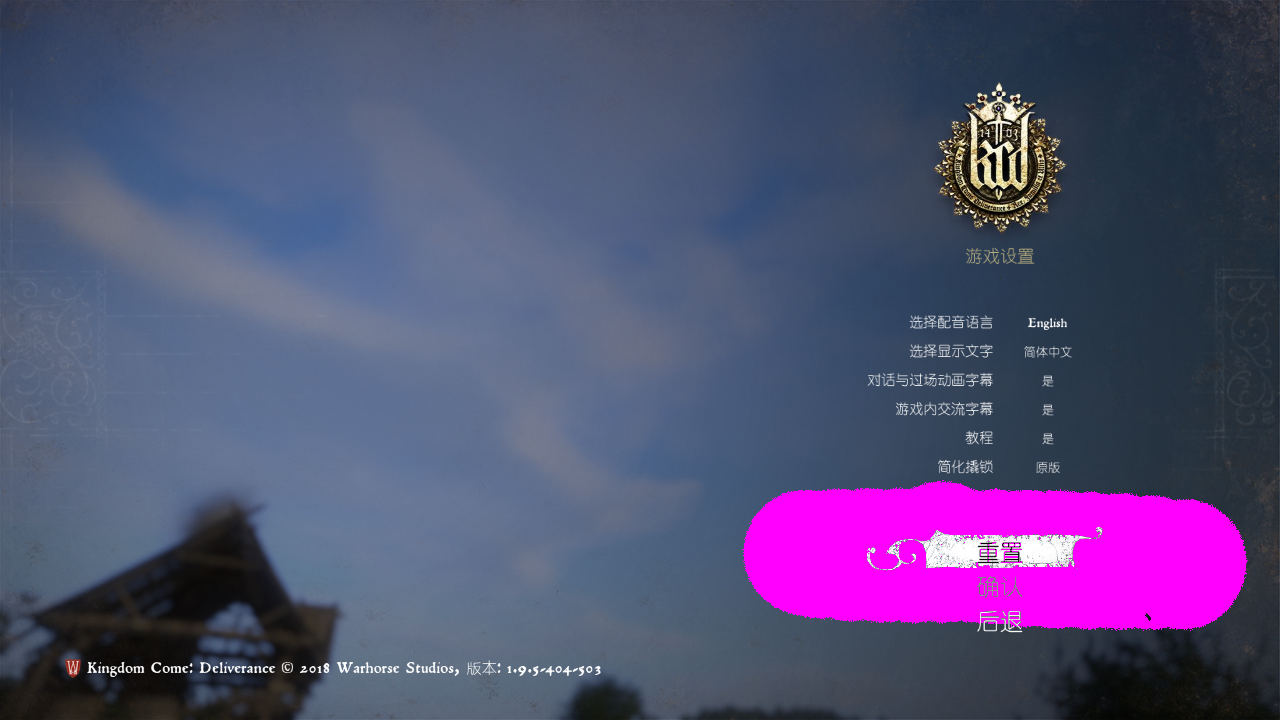 1403
kcd
游戏设置
选择配音语言 English
选择显示文字 简体中文
对话与过场动画字幕 是
游戏内交流字幕 是
教程 是
简化撬锁 原版
重置
确认
后退
Kingdom Come: Deliverance © 2018 Warhorse Studios, 版本: 1.9.5-404-503